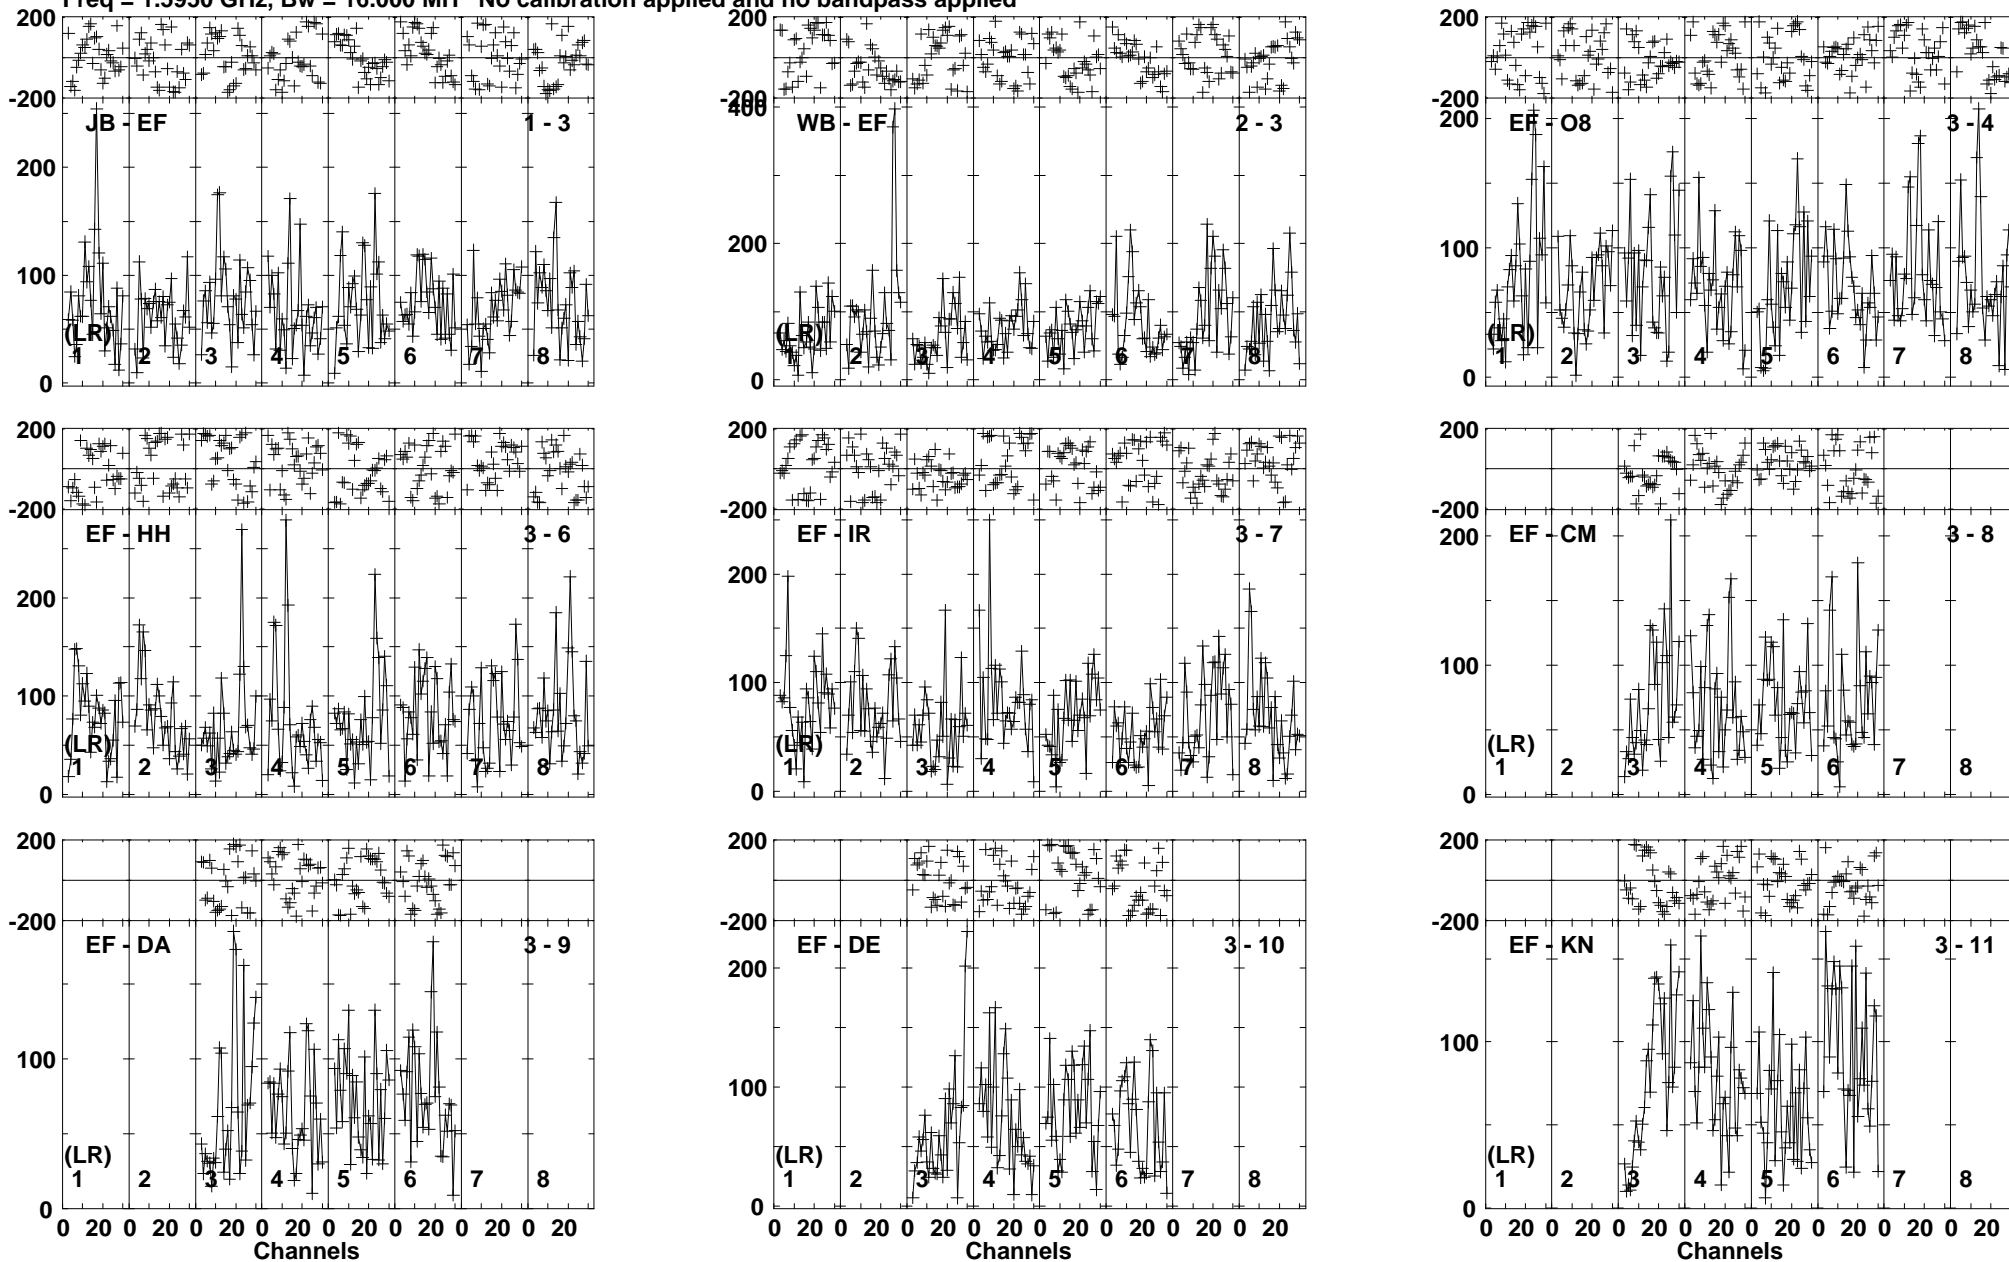 Freq = 1.5950 GHz, Bw = 16.000 MH No calibration applied and no bandpass applied
200 200 200
-200 -200 -200
JB - EF 1 - 3 400 WB - EF 2 - 3 EF - O8 3 - 4
200 200 200
100 100
(LR) (LR) (LR)
1 2 3 4 5 6 7 8 1 2 3 4 5 6 7 8 1 2 3 4 5 6 7 8
0 0 0
200 200 200
-200 -200 -200
EF - HH 3 - 6 EF - IR 3 - 7 EF - CM 3 - 8
200 200 200
100 100 100
(LR) (LR) (LR)
1 2 3 4 5 6 7 8 1 2 3 4 5 6 7 8 1 2 3 4 5 6 7 8
0 0 0
200 200 200
-200 -200 -200
EF - DA 3 - 9 EF - DE 3 - 10 EF - KN 3 - 11
200
100 100 100
(LR) (LR) (LR)
1 2 3 4 5 6 7 8 1 2 3 4 5 6 7 8 1 2 3 4 5 6 7 8
0 0 0
0 20 0 20 0 20 0 20 0 20 0 20 0 20 0 20 0 20 0 20 0 20 0 20 0 20 0 20 0 20 0 20 0 20 0 20 0 20 0 20 0 20 0 20 0 20 0 20
Channels Channels Channels